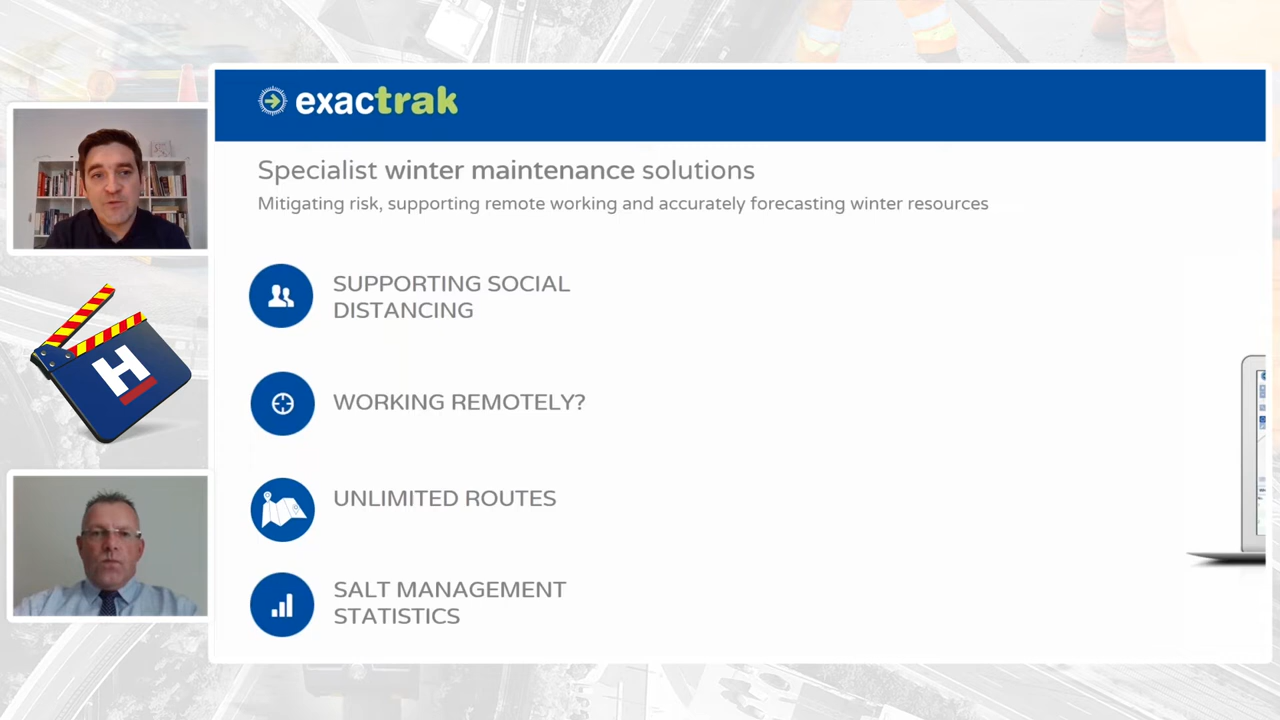 exactrak
Specialist winter maintenance solutions
Mitigating risk, supporting remote working and accurately forecasting winter resources
SUPPORTING SOCIAL
DISTANCING
WORKING REMOTELY?
H
UNLIMITED ROUTES
SALT MANAGEMENT
STATISTICS